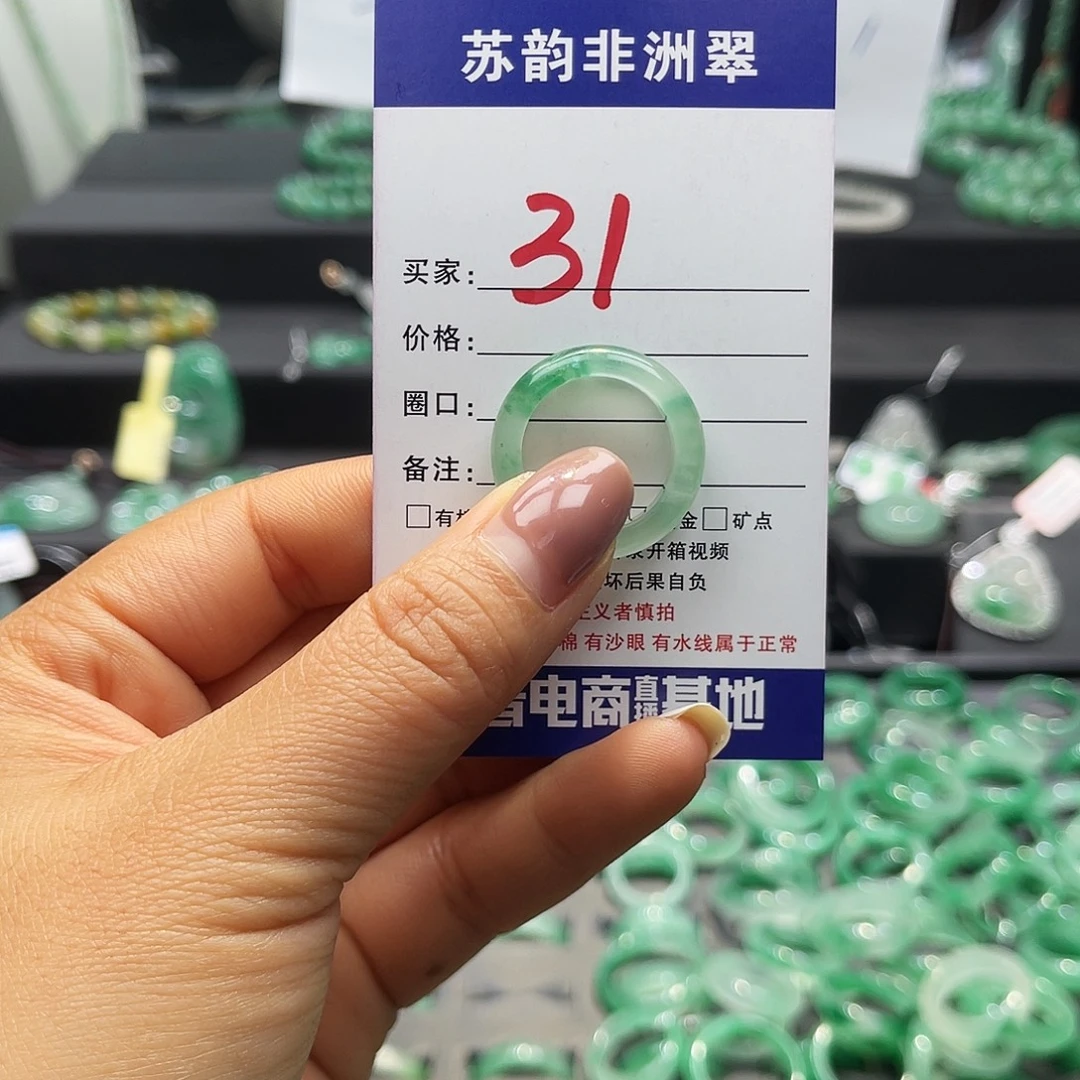 苏韵非洲翠
31
买家:
价格:
圈口:
备注:
□有 金□矿点
开箱视频
坏后果自负
义者慎拍
棉 有沙眼 有水线属于正常
电商直播基地